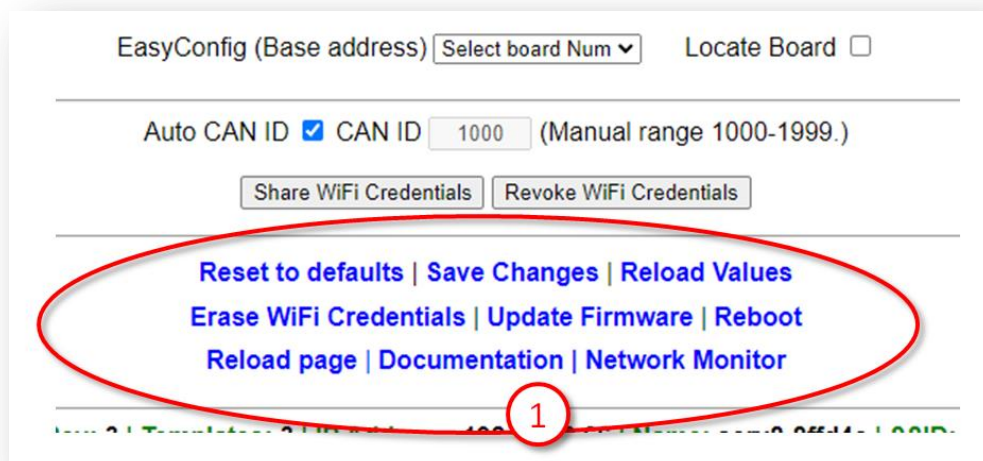 EasyConfig (Base address) Select board Num Locate Board
Auto CAN ID CAN ID 1000 (Manual range 1000-1999.)
Share WiFi Credentials Revoke WiFi Credentials
Reset to defaults | Save Changes | Reload Values
Erase WiFi Credentials | Update Firmware | Reboot
Reload page | Documentation | Network Monitor
1